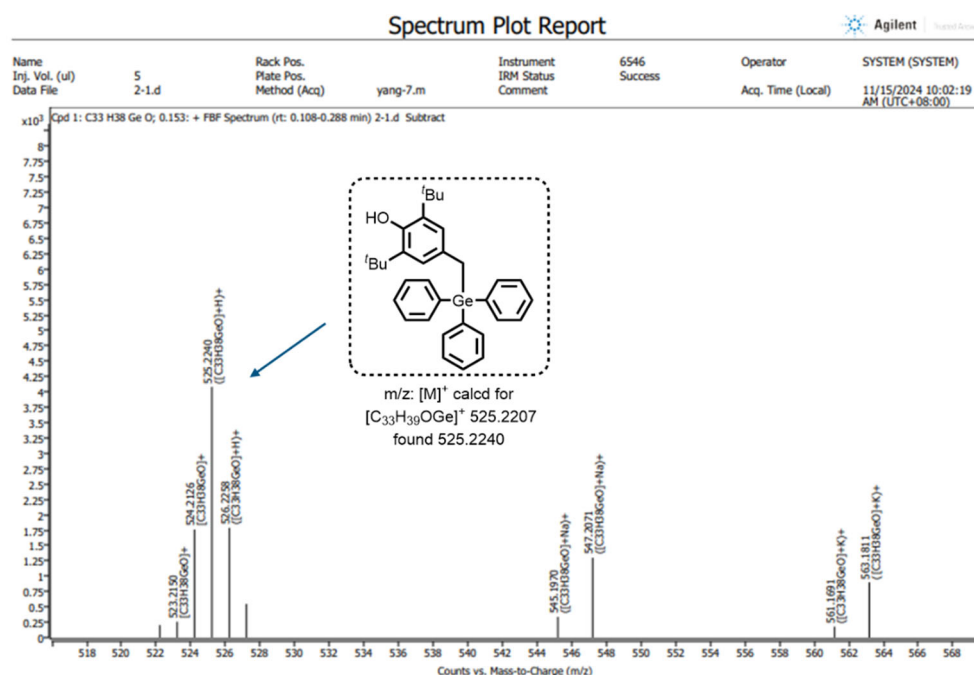 Spectrum Plot Report
Agilent
Name Rack Pos. Instrument 6546 Operator SYSTEM (SYSTEM)
Inj. Vol. (ul) 5 Plate Pos. IRM Status Success
Data File 2-1.d Method (Acq) yang-7.m Comment Acq. Time (Local) 11/15/2024 10:02:19
AM (UTC+08:00)
x10³ Cpd 1: C33 H38 Ge O; 0.153: + FBF Spectrum (rt: 0.108-0.288 min) 2-1.d Subtract
8
7.75
7.5
7.25
7
6.75
6.5
6.25
6
5.75
5.5
5.25
5
4.75
4.5
4.25
4
3.75
3.5
3.25
3
2.75
2.5
2.25
2
1.75
1.5
1.25
1
0.75
0.5
0.25
0
523.2150
[C33H38GeO]+
524.2126
[C33H38GeO]+
525.2240
([C33H38GeO]+H)+
526.2258
([C33H38GeO]+H)+
545.1970
([C33H38GeO]+Na)+
547.2071
([C33H38GeO]+Na)+
561.1691
([C33H38GeO]+K)+
563.1811
([C33H38GeO]+K)+
ᵗBu
HO
ᵗBu
Ge
m/z: [M]⁺ calcd for
[C₃₃H₃₉OGe]⁺ 525.2207
found 525.2240
518 520 522 524 526 528 530 532 534 536 538 540 542 544 546 548 550 552 554 556 558 560 562 564 566 568
Counts vs. Mass-to-Charge (m/z)